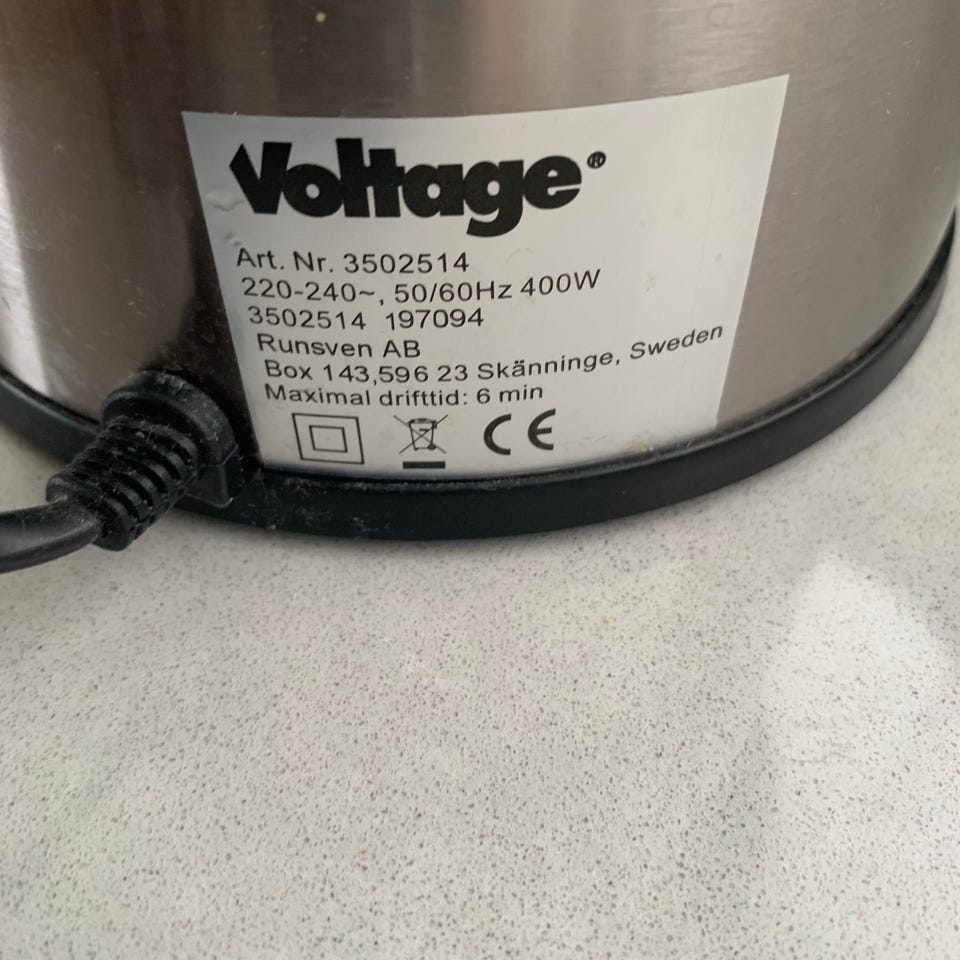 Voltage®
Art. Nr. 3502514
220-240~, 50/60Hz 400W
3502514 197094
Runsven AB
Box 143,596 23 Skänninge, Sweden
Maximal drifttid: 6 min
CE